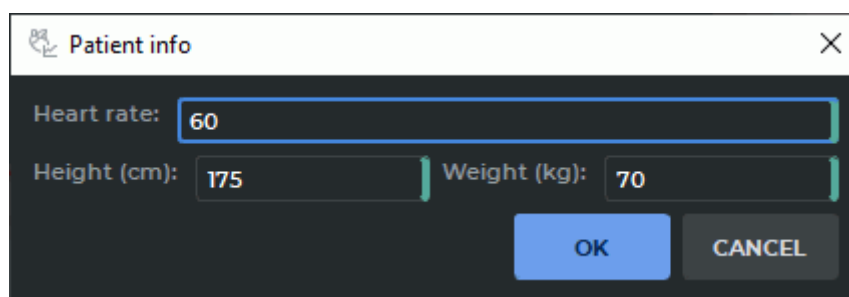 Patient info
Heart rate: 60
Height (cm): 175 Weight (kg): 70
OK CANCEL